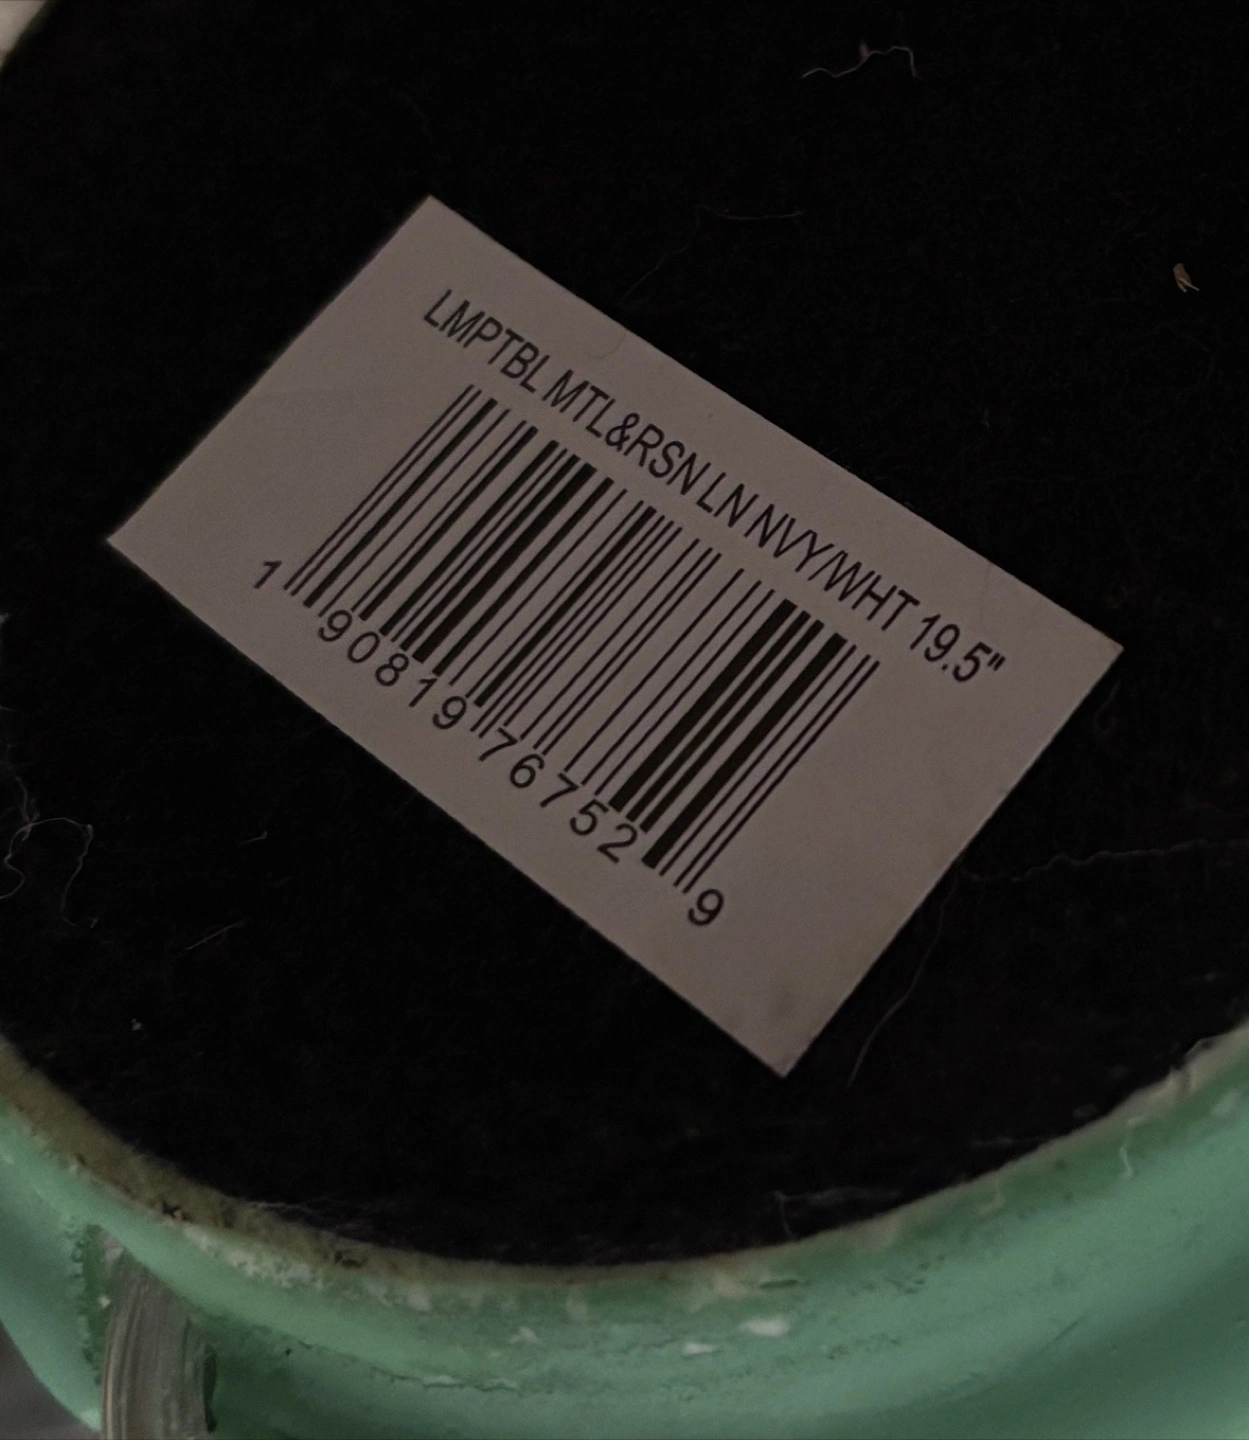 LMPTBL MTL&RSN LN NVY/WHT 19.5"
1 90819 76752 9